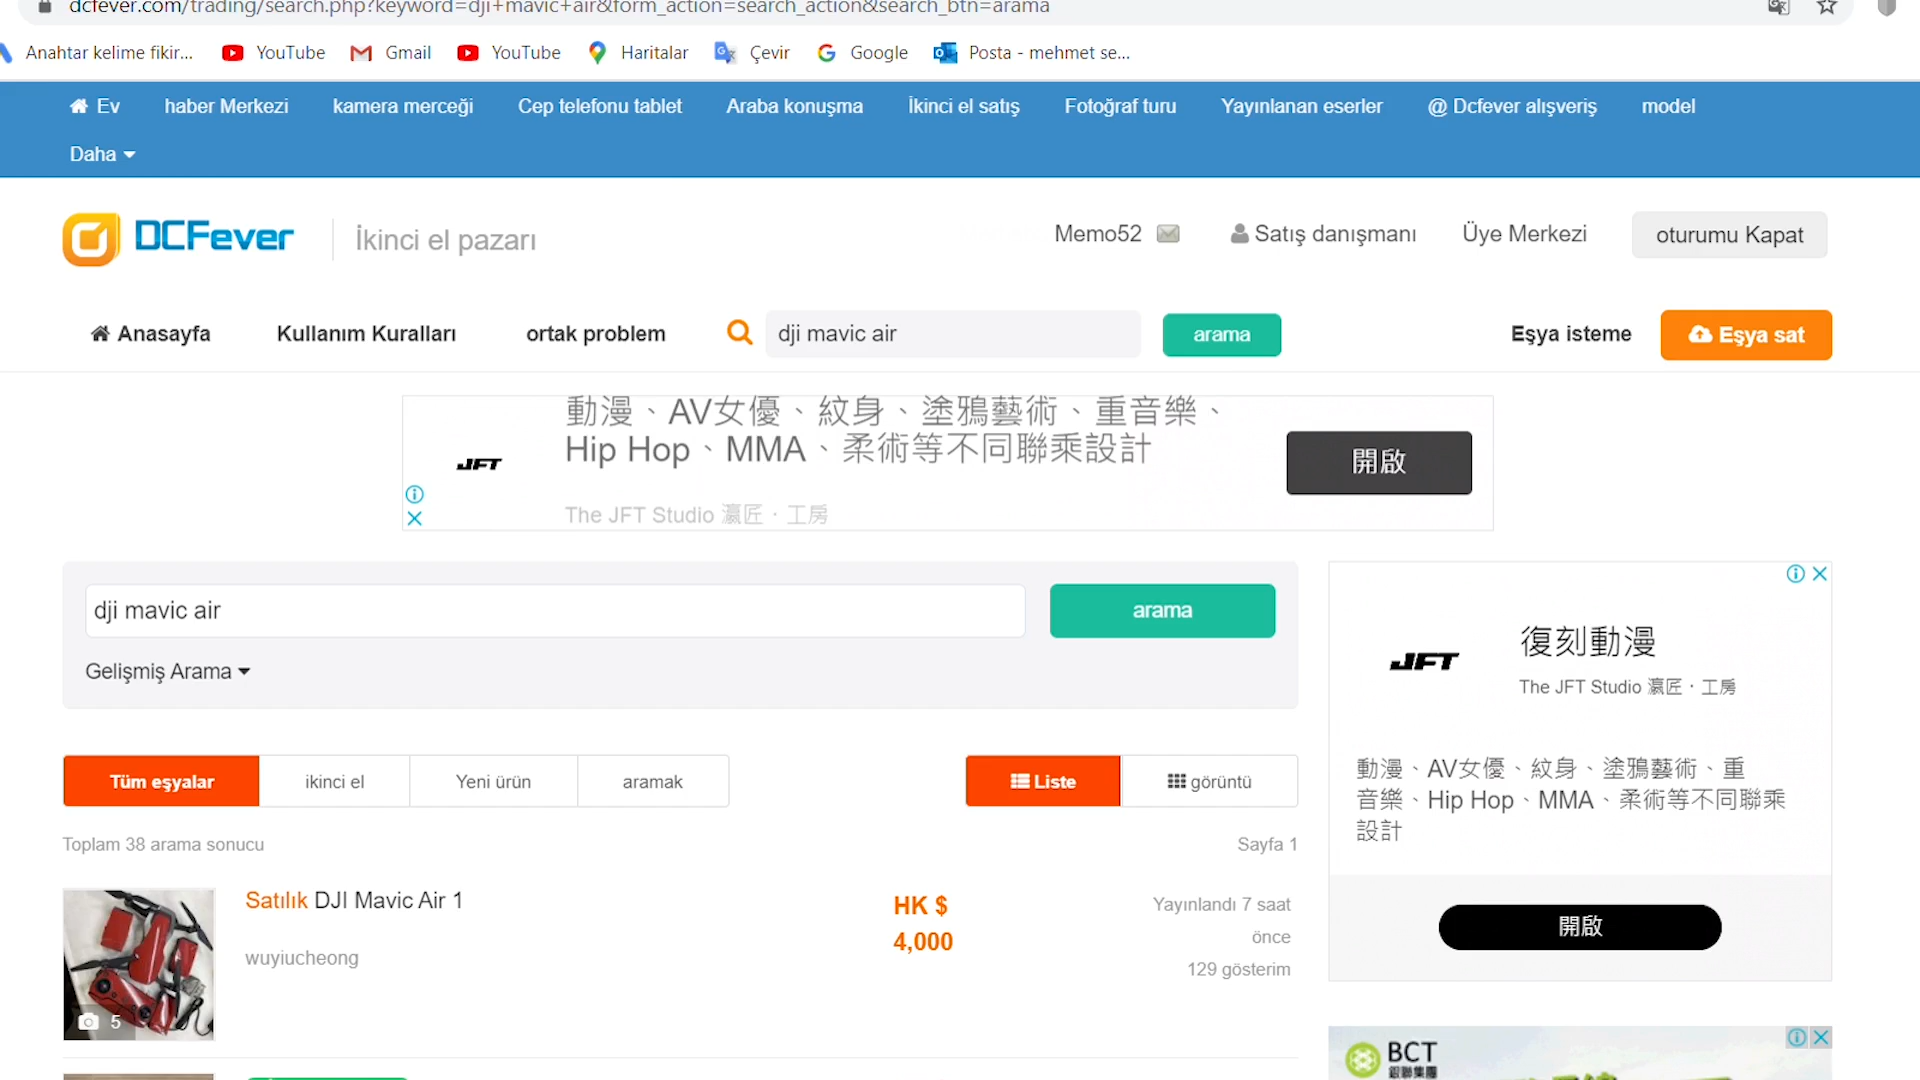 dcfever.com/trading/search.php?keyword=dji+mavic+air&form_action=search_action&search_btn=arama
Anahtar kelime fikir... YouTube Gmail YouTube Haritalar Çevir Google Posta - mehmet se...
Ev haber Merkezi kamera merceği Cep telefonu tablet Araba konuşma İkinci el satış Fotoğraf turu Yayınlanan eserler @ Dcfever alışveriş model
Daha
DCFever İkinci el pazarı Memo52 Satış danışmanı Üye Merkezi oturumu Kapat
Anasayfa Kullanım Kuralları ortak problem dji mavic air arama Eşya isteme Eşya sat
動漫、AV女優、紋身、塗鴉藝術、重音樂、
Hip Hop、MMA、柔術等不同聯乘設計
JFT
開啟
The JFT Studio 瀛匠．工房
dji mavic air arama
Gelişmiş Arama
JFT
復刻動漫
The JFT Studio 瀛匠．工房
動漫、AV女優、紋身、塗鴉藝術、重
音樂、Hip Hop、MMA、柔術等不同聯乘
設計
開啟
Tüm eşyalar ikinci el Yeni ürün aramak Liste görüntü
Toplam 38 arama sonucu Sayfa 1
Satılık DJI Mavic Air 1
wuyiucheong
HK $
4,000
Yayınlandı 7 saat
önce
129 gösterim
5
BCT
銀聯集團